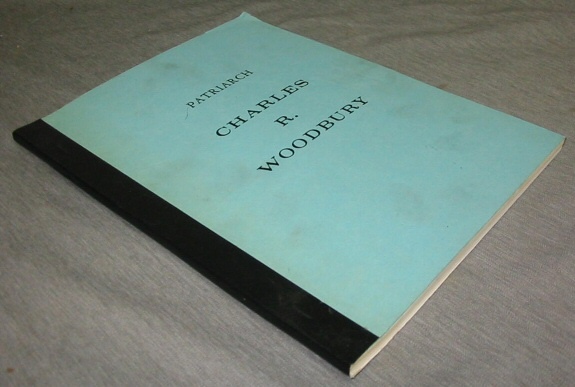 PATRIARCH
CHARLES
R.
WOODBURY